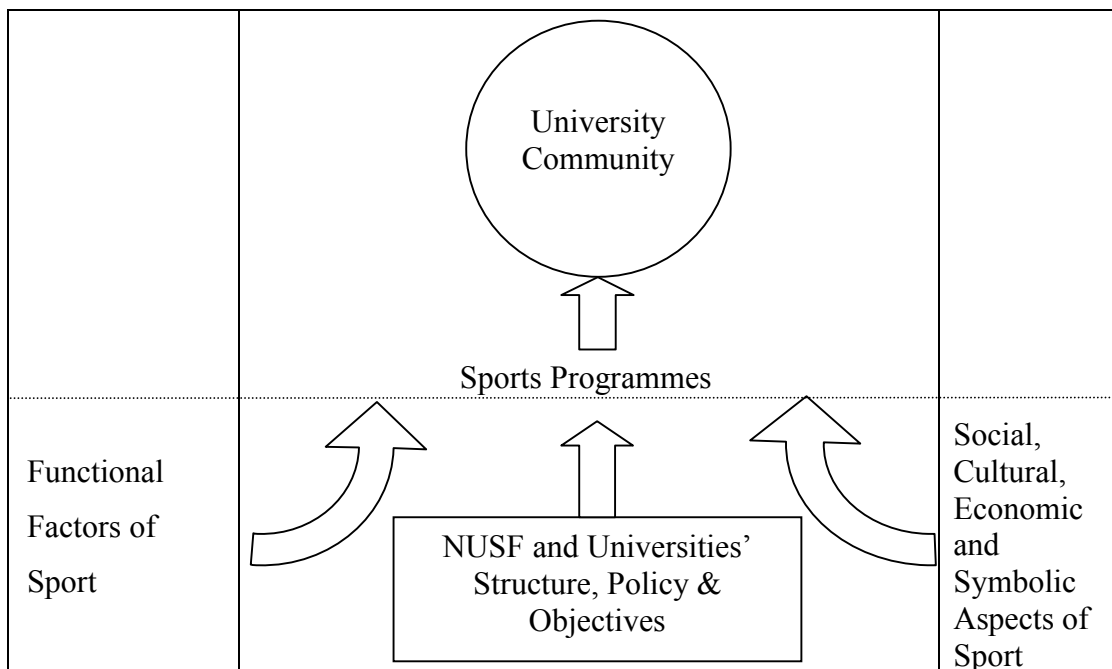 University
Community
Sports Programmes
Functional
Factors of
Sport
NUSF and Universities'
Structure, Policy &
Objectives
Social,
Cultural,
Economic
and
Symbolic
Aspects of
Sport